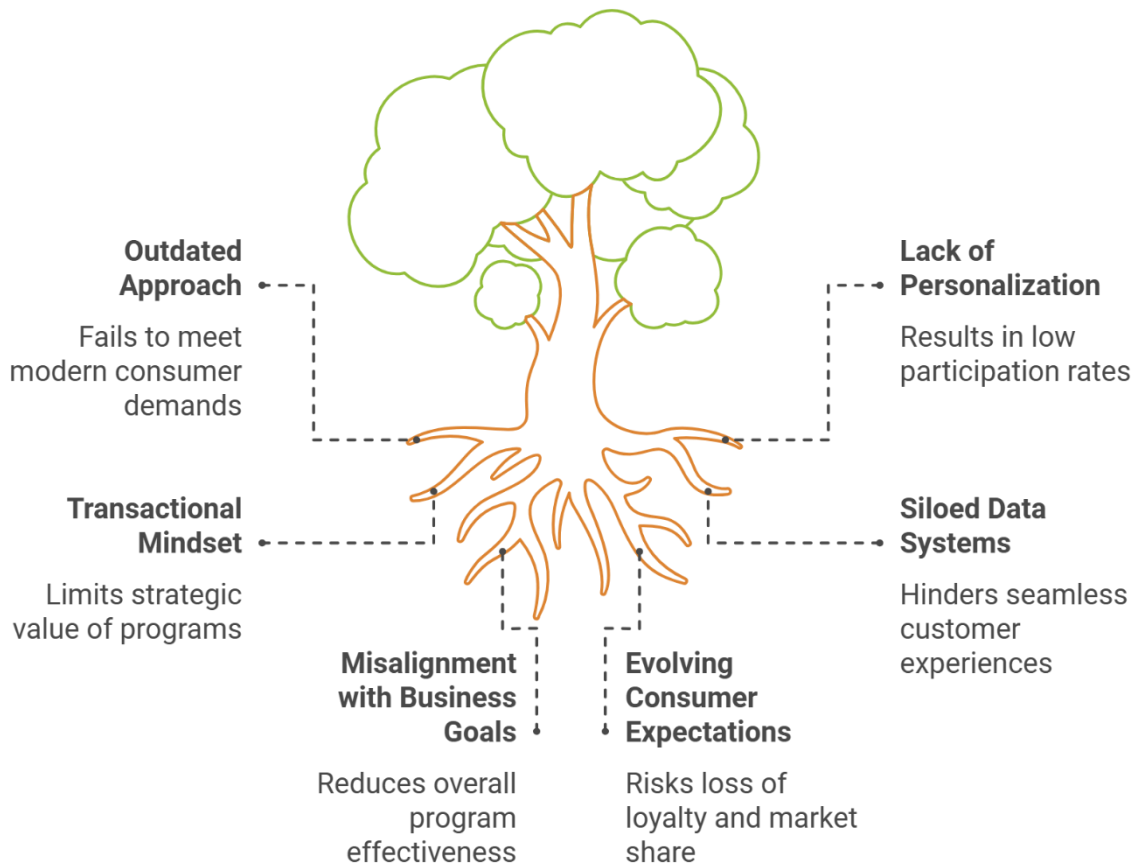 Outdated
Approach
Fails to meet
modern consumer
demands
Lack of
Personalization
Results in low
participation rates
Transactional
Mindset
Limits strategic
value of programs
Siloed Data
Systems
Hinders seamless
customer
experiences
Misalignment
with Business
Goals
Reduces overall
program
effectiveness
Evolving
Consumer
Expectations
Risks loss of
loyalty and market
share